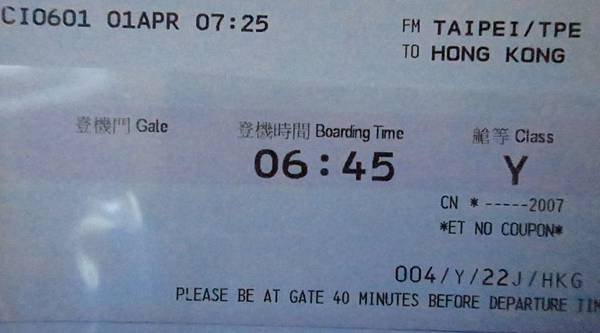 CI0601 01APR 07:25
FM TAIPEI/TPE
TO HONG KONG
登機門 Gate
登機時間 Boarding Time
艙等 Class
06:45
Y
CN * -----2007
*ET NO COUPON*
004/Y/22J/HKG
PLEASE BE AT GATE 40 MINUTES BEFORE DEPARTURE